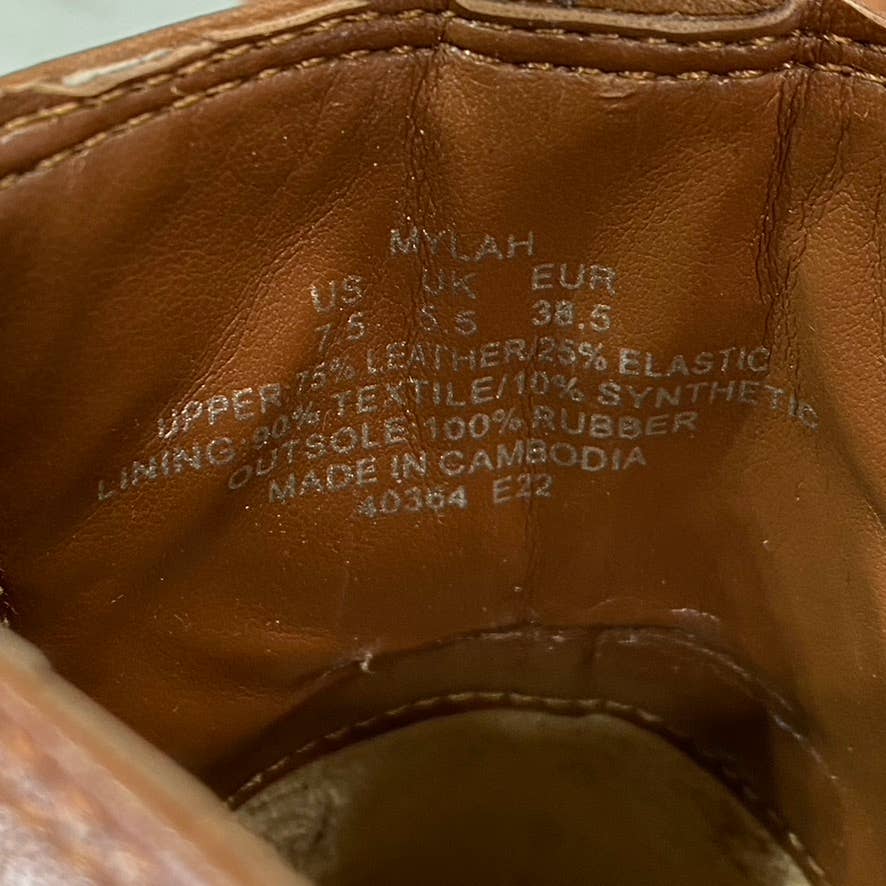 MYLAH
US UK EUR
7.5 5.5 38.5
UPPER:75% LEATHER/25% ELASTIC
LINING:90% TEXTILE/10% SYNTHETIC
OUTSOLE 100% RUBBER
MADE IN CAMBODIA
40364 E22